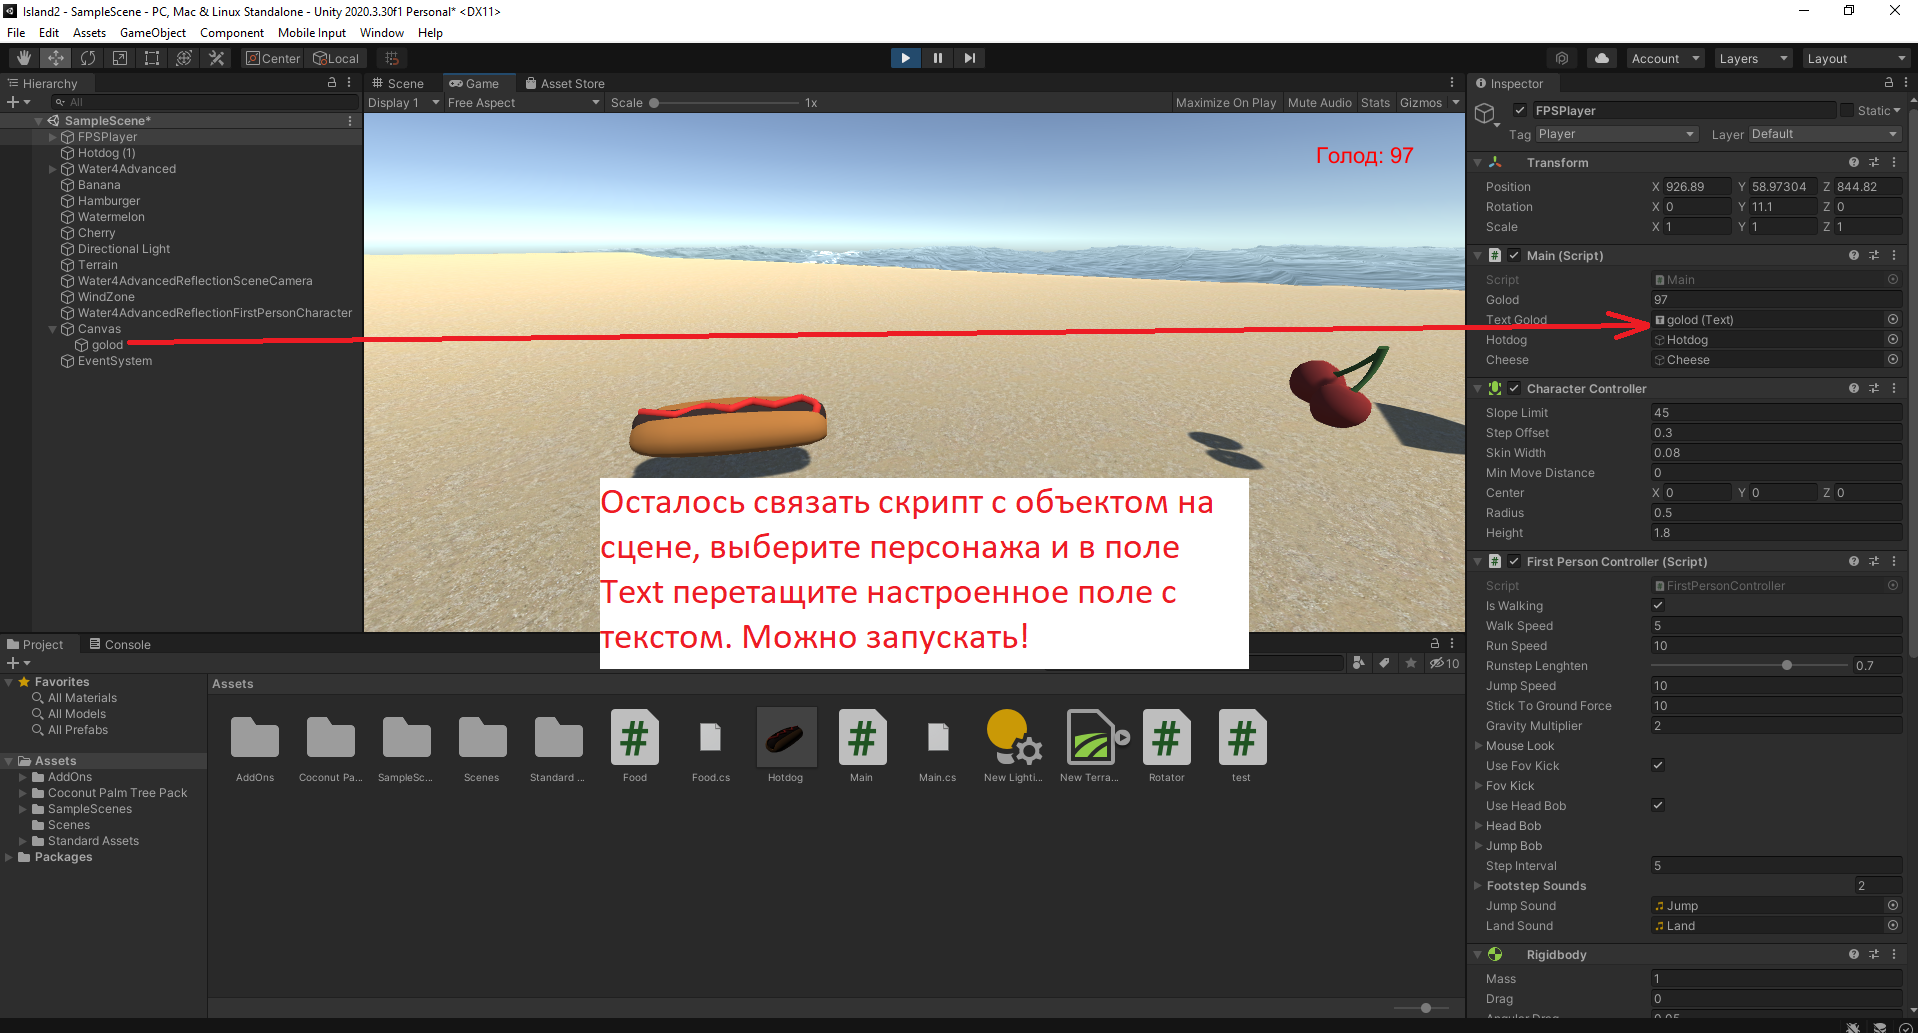 Island2 - SampleScene - PC, Mac & Linux Standalone - Unity 2020.3.30f1 Personal* <DX11>
File Edit Assets GameObject Component Mobile Input Window Help
Center Local Account Layers Layout
Hierarchy
All
SampleScene*
FPSPlayer
Hotdog (1)
Water4Advanced
Banana
Hamburger
Watermelon
Cherry
Directional Light
Terrain
Water4AdvancedReflectionSceneCamera
WindZone
Water4AdvancedReflectionFirstPersonCharacter
Canvas
golod
EventSystem
Scene Game Asset Store
Display 1 Free Aspect Scale 1x Maximize On Play Mute Audio Stats Gizmos
Голод: 97
Осталось связать скрипт с объектом на
сцене, выберите персонажа и в поле
Text перетащите настроенное поле с
текстом. Можно запускать!
Inspector
FPSPlayer Static
Tag Player Layer Default
Transform
Position X 926.89 Y 58.97304 Z 844.82
Rotation X 0 Y 11.1 Z 0
Scale X 1 Y 1 Z 1
# Main (Script)
Script Main
Golod 97
Text Golod golod (Text)
Hotdog Hotdog
Cheese Cheese
Character Controller
Slope Limit 45
Step Offset 0.3
Skin Width 0.08
Min Move Distance 0
Center X 0 Y 0 Z 0
Radius 0.5
Height 1.8
# First Person Controller (Script)
Script FirstPersonController
Is Walking
Walk Speed 5
Run Speed 10
Runstep Lenghten 0.7
Jump Speed 10
Stick To Ground Force 10
Gravity Multiplier 2
Mouse Look
Use Fov Kick
Fov Kick
Use Head Bob
Head Bob
Jump Bob
Step Interval 5
Footstep Sounds 2
Jump Sound Jump
Land Sound Land
Rigidbody
Mass 1
Drag 0
Angular Drag 0.05
Project Console
10
Favorites
All Materials
All Models
All Prefabs
Assets
AddOns
Coconut Palm Tree Pack
SampleScenes
Scenes
Standard Assets
Packages
Assets
# # # #
AddOns Coconut Pa... SampleSc... Scenes Standard ... Food Food.cs Hotdog Main Main.cs New Lighti... New Terra... Rotator test